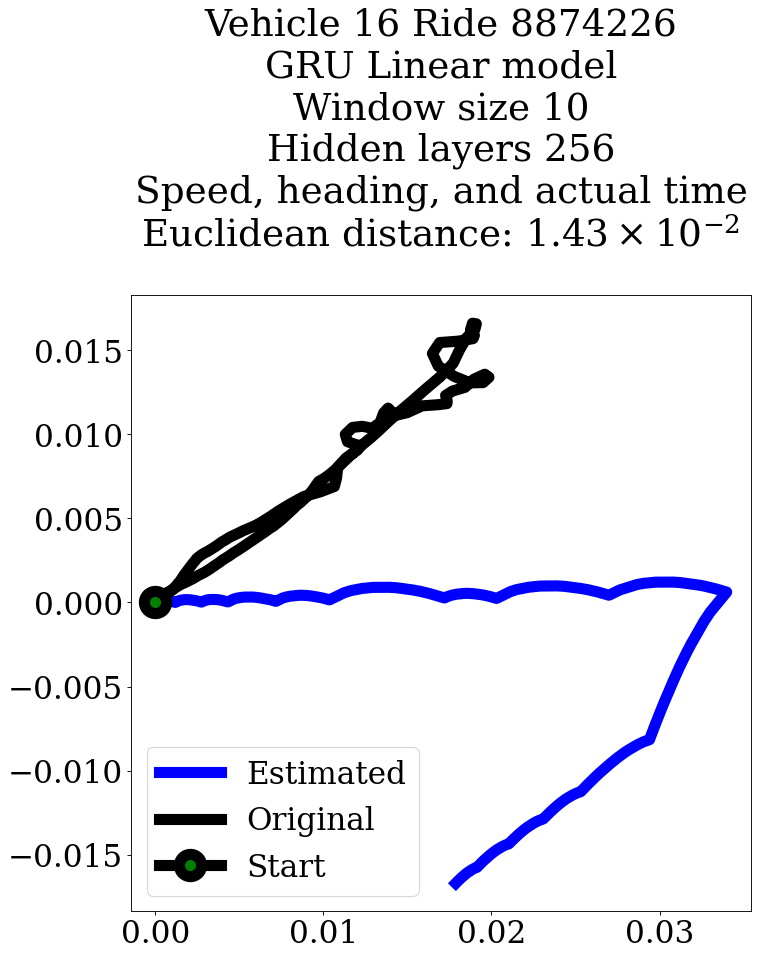 Vehicle 16 Ride 8874226
GRU Linear model
Window size 10
Hidden layers 256
Speed, heading, and actual time
Euclidean distance: 1.43 × 10⁻²
0.015
0.010
0.005
0.000
−0.005
−0.010
−0.015
Estimated
Original
Start
0.00 0.01 0.02 0.03